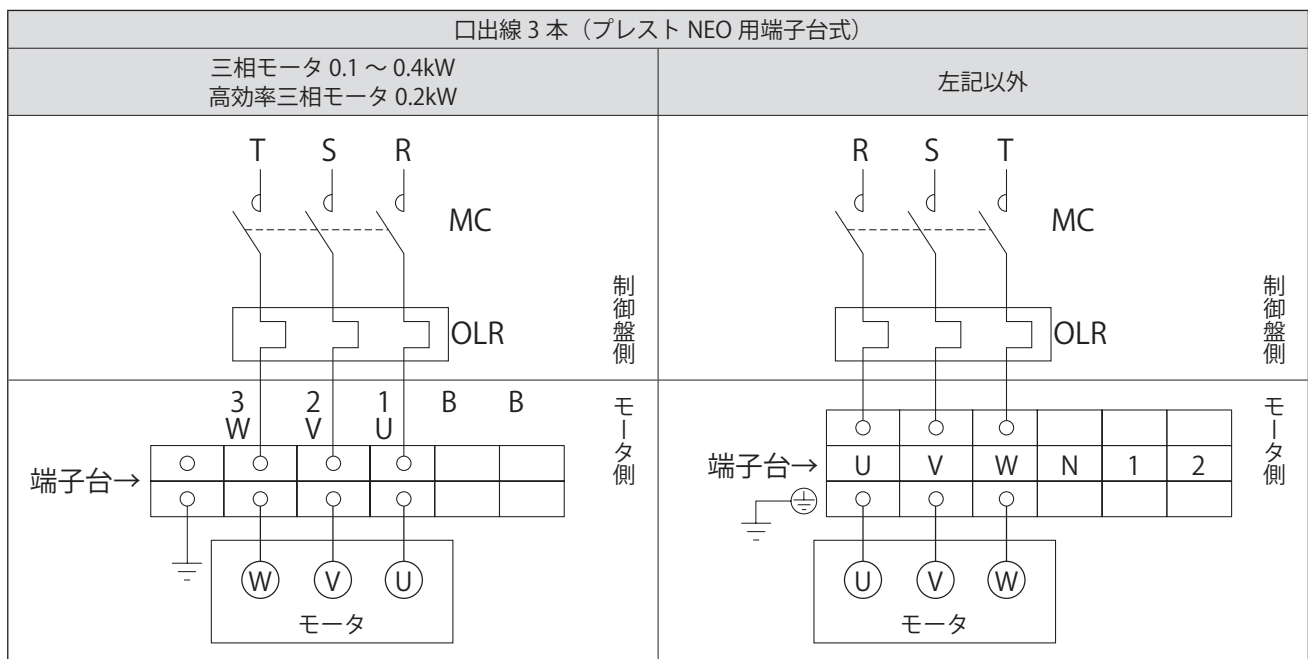 口出線 3 本（プレスト NEO 用端子台式）
三相モータ 0.1 ～ 0.4kW
高効率三相モータ 0.2kW
左記以外
T S R
MC
OLR
制御盤側
3 2 1 B B
W V U
端子台→
モータ側
W V U
モータ
R S T
MC
OLR
制御盤側
端子台→ U V W N 1 2
モータ側
U V W
モータ